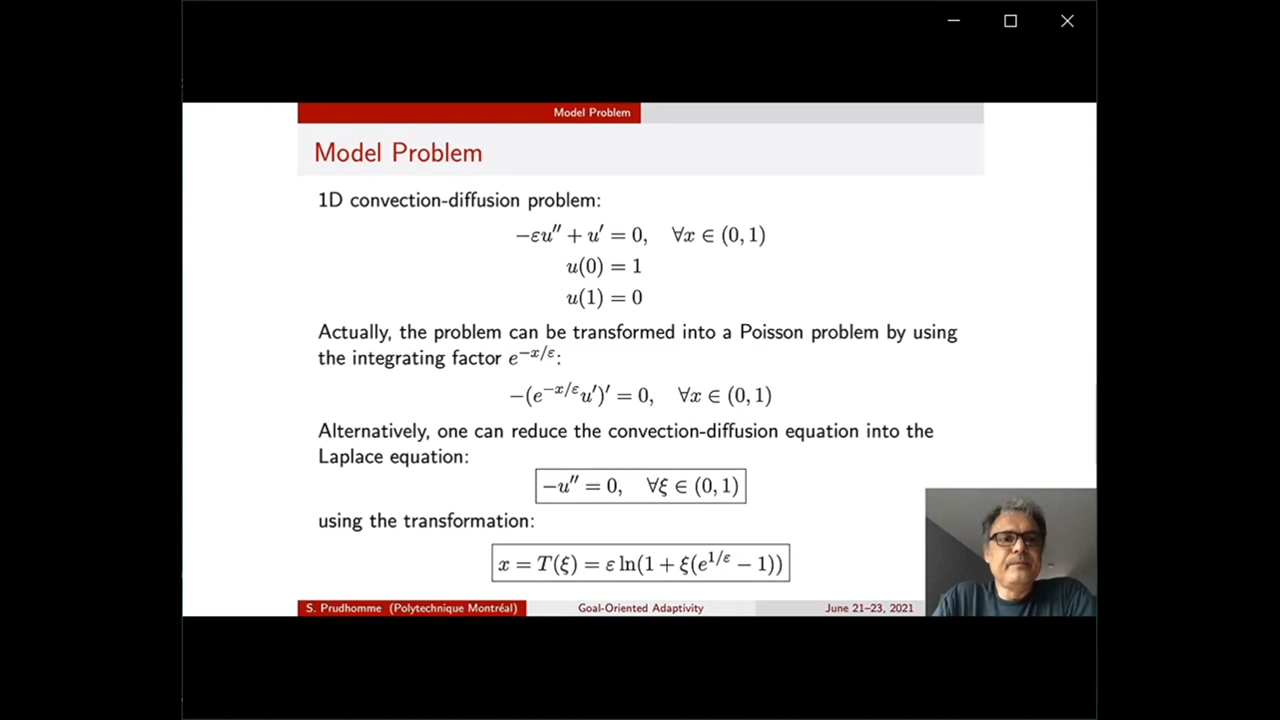 Model Problem
Model Problem
1D convection-diffusion problem:
−εu″ + u′ = 0, ∀x ∈ (0, 1)
u(0) = 1
u(1) = 0
Actually, the problem can be transformed into a Poisson problem by using
the integrating factor e^{−x/ε}:
−(e^{−x/ε}u′)′ = 0, ∀x ∈ (0, 1)
Alternatively, one can reduce the convection-diffusion equation into the
Laplace equation:
−u″ = 0, ∀ξ ∈ (0, 1)
using the transformation:
x = T(ξ) = ε ln(1 + ξ(e^{1/ε} − 1))
S. Prudhomme (Polytechnique Montréal) Goal-Oriented Adaptivity June 21–23, 2021